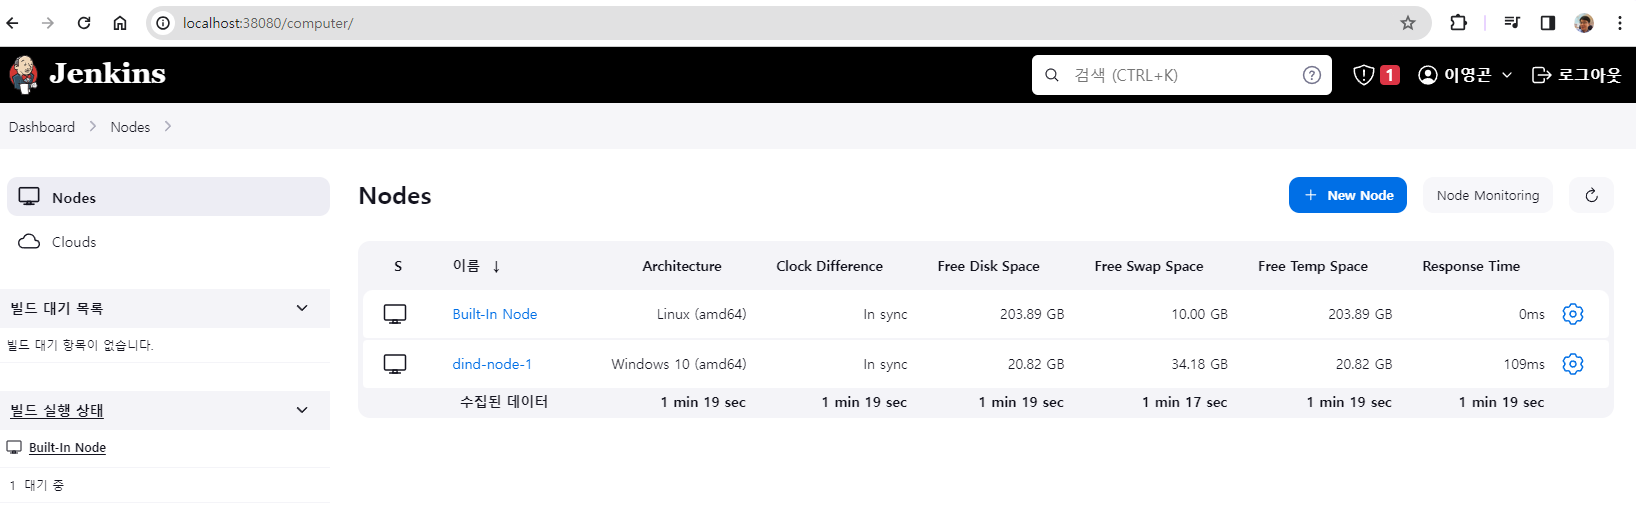 localhost:38080/computer/
Jenkins
검색 (CTRL+K)
1
이영곤
로그아웃
Dashboard
Nodes
Nodes
Clouds
빌드 대기 목록
빌드 대기 항목이 없습니다.
빌드 실행 상태
Built-In Node
1 대기 중
Nodes
+ New Node
Node Monitoring
S 이름 ↓ Architecture Clock Difference Free Disk Space Free Swap Space Free Temp Space Response Time
Built-In Node Linux (amd64) In sync 203.89 GB 10.00 GB 203.89 GB 0ms
dind-node-1 Windows 10 (amd64) In sync 20.82 GB 34.18 GB 20.82 GB 109ms
수집된 데이터 1 min 19 sec 1 min 19 sec 1 min 19 sec 1 min 17 sec 1 min 19 sec 1 min 19 sec